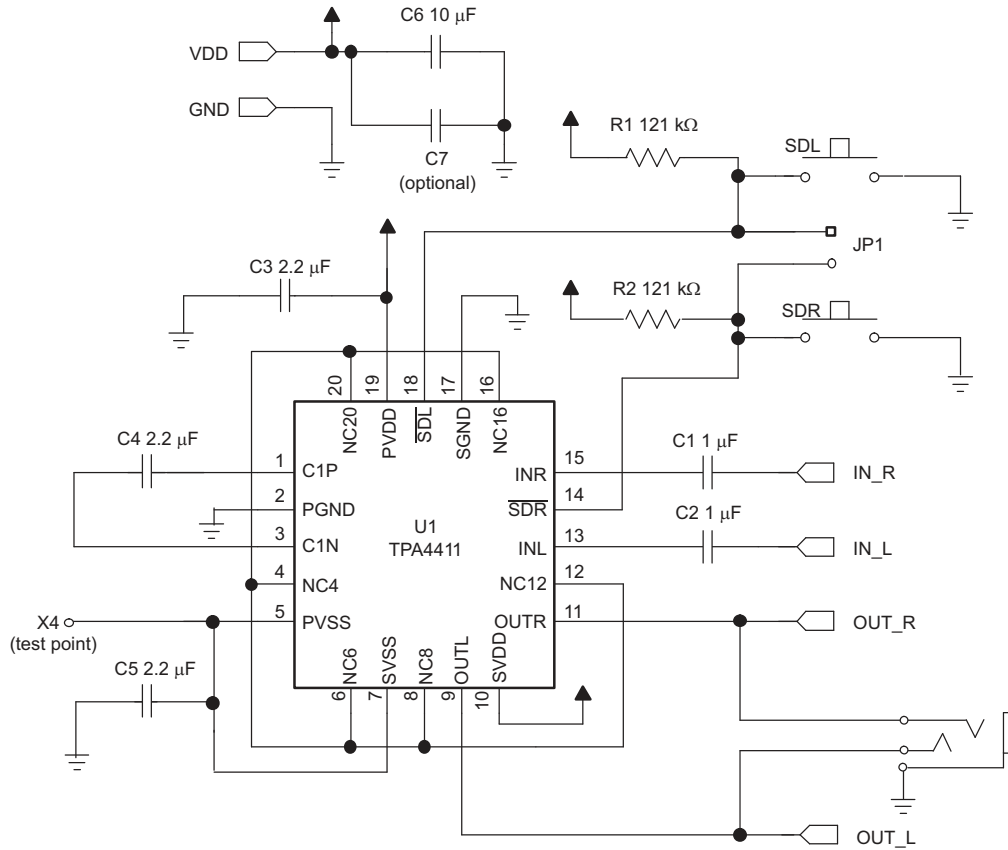 C6 10 μF
VDD
GND
C7
(optional)
R1 121 kΩ
SDL
JP1
C3 2.2 μF
R2 121 kΩ
SDR
20
19
18
17
16
NC20
PVDD
SDL
SGND
NC16
C4 2.2 μF
1
C1P
2
PGND
3
C1N
4
NC4
5
PVSS
U1
TPA4411
INR
15
C1 1 μF
IN_R
SDR
14
C2 1 μF
INL
13
IN_L
NC12
12
OUTR
11
OUT_R
X4
(test point)
C5 2.2 μF
NC6
SVSS
NC8
OUTL
SVDD
6
7
8
9
10
OUT_L